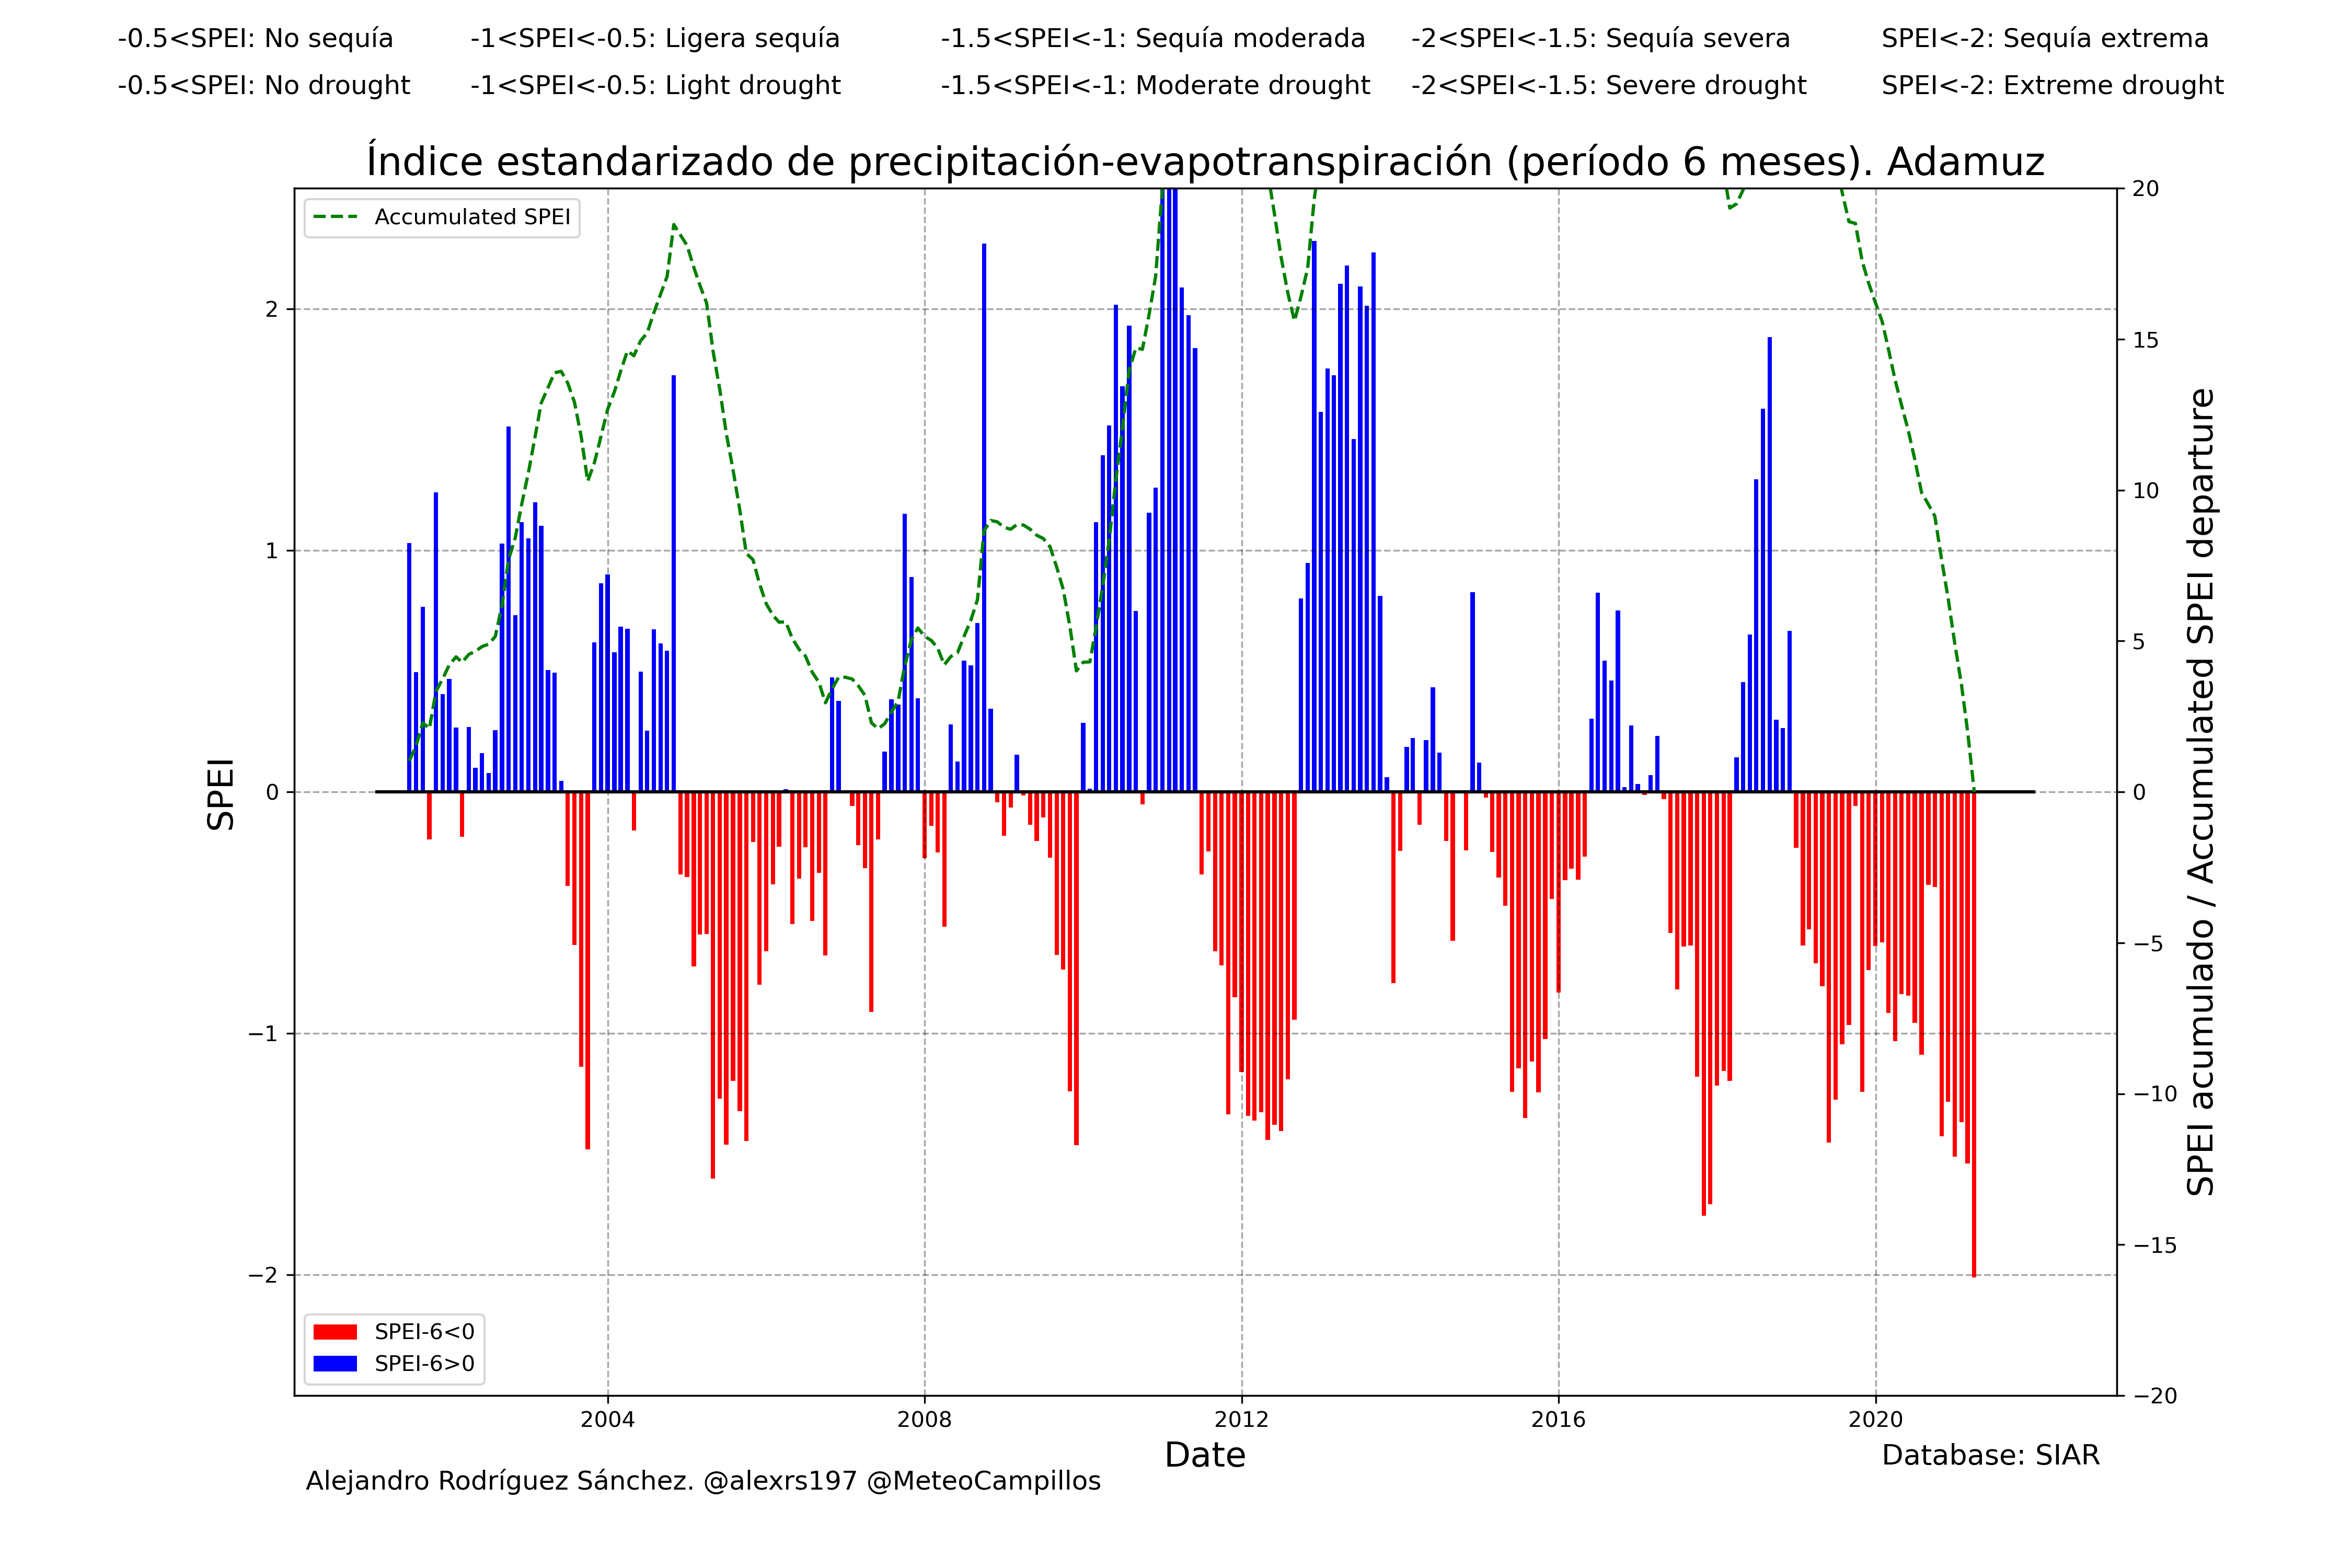 -0.5<SPEI: No sequía -1<SPEI<-0.5: Ligera sequía -1.5<SPEI<-1: Sequía moderada -2<SPEI<-1.5: Sequía severa SPEI<-2: Sequía extrema
-0.5<SPEI: No drought -1<SPEI<-0.5: Light drought -1.5<SPEI<-1: Moderate drought -2<SPEI<-1.5: Severe drought SPEI<-2: Extreme drought
Índice estandarizado de precipitación-evapotranspiración (período 6 meses). Adamuz
Accumulated SPEI
2
1
0
−1
−2
SPEI
20
15
10
5
0
−5
−10
−15
−20
SPEI acumulado / Accumulated SPEI departure
SPEI-6<0
SPEI-6>0
2004 2008 2012 2016 2020
Date
Database: SIAR
Alejandro Rodríguez Sánchez. @alexrs197 @MeteoCampillos